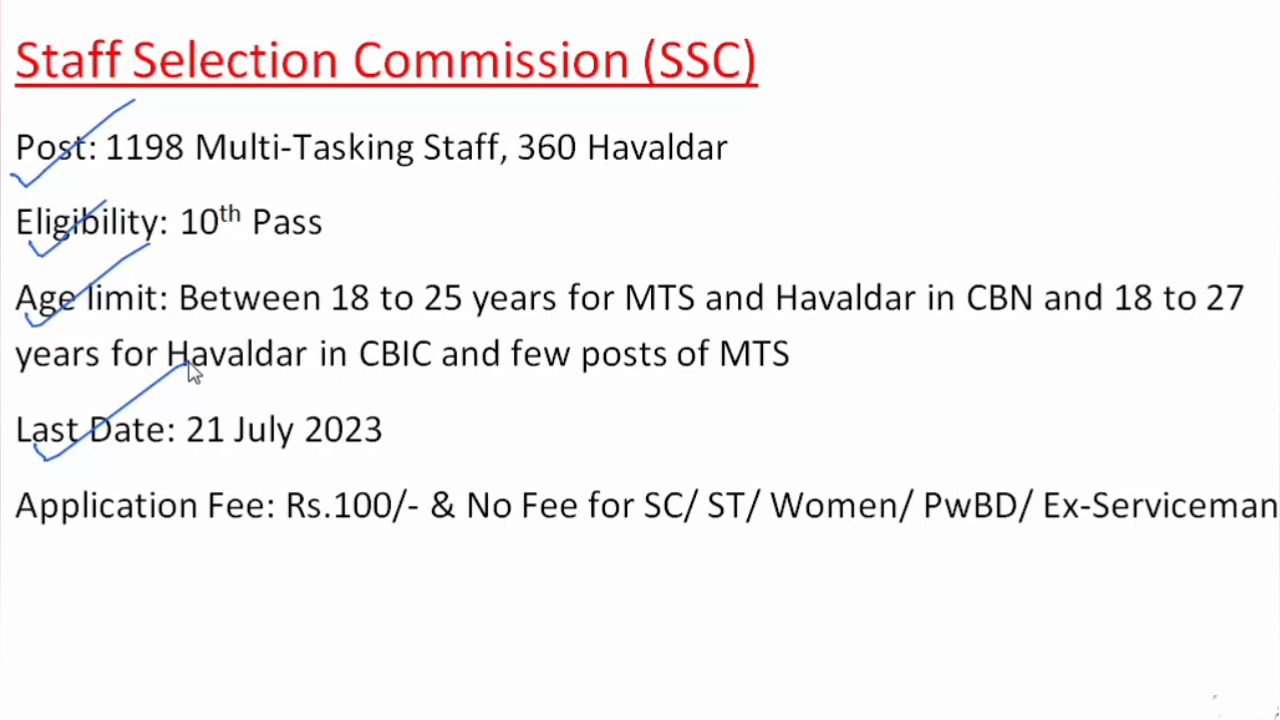 Staff Selection Commission (SSC)
Post: 1198 Multi-Tasking Staff, 360 Havaldar
Eligibility: 10th Pass
Age limit: Between 18 to 25 years for MTS and Havaldar in CBN and 18 to 27
years for Havaldar in CBIC and few posts of MTS
Last Date: 21 July 2023
Application Fee: Rs.100/- & No Fee for SC/ ST/ Women/ PwBD/ Ex-Serviceman